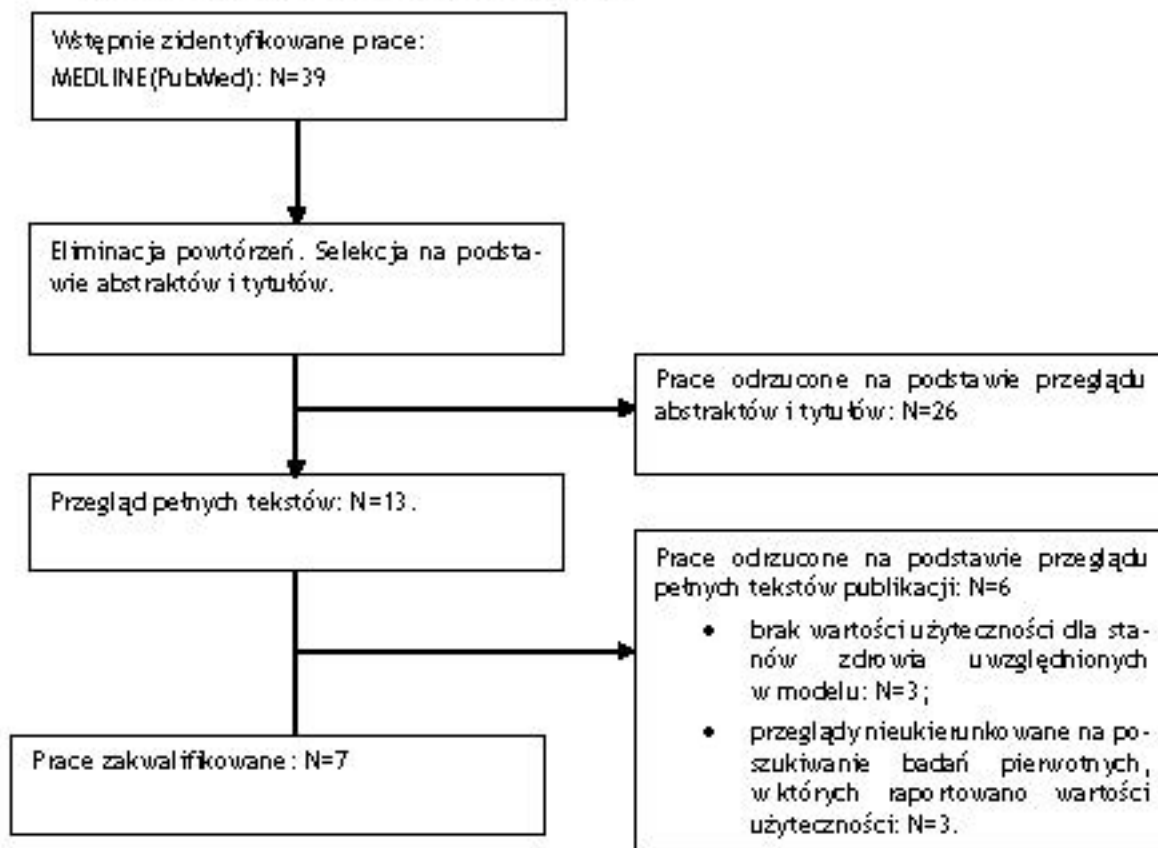 Wstępnie zidentyfikowane prace:
MEDLINE(PubMed): N=39
Eliminacja powtórzeń. Selekcja na podsta-
wie abstraktów i tytułów.
Prace odrzucone na podstawie przeglądu
abstraktów i tytułów: N=26
Przegląd pełnych tekstów: N=13.
Prace odrzucone na podstawie przeglądu
pełnych tekstów publikacji: N=6
• brak wartości użyteczności dla sta-
nów zdrowia uwzględnionych
w modelu: N=3;
• przeglądy nieukierunkowane na po-
szukiwanie badań pierwotnych,
w których raportowano wartości
użyteczności: N=3.
Prace zakwalifikowane: N=7